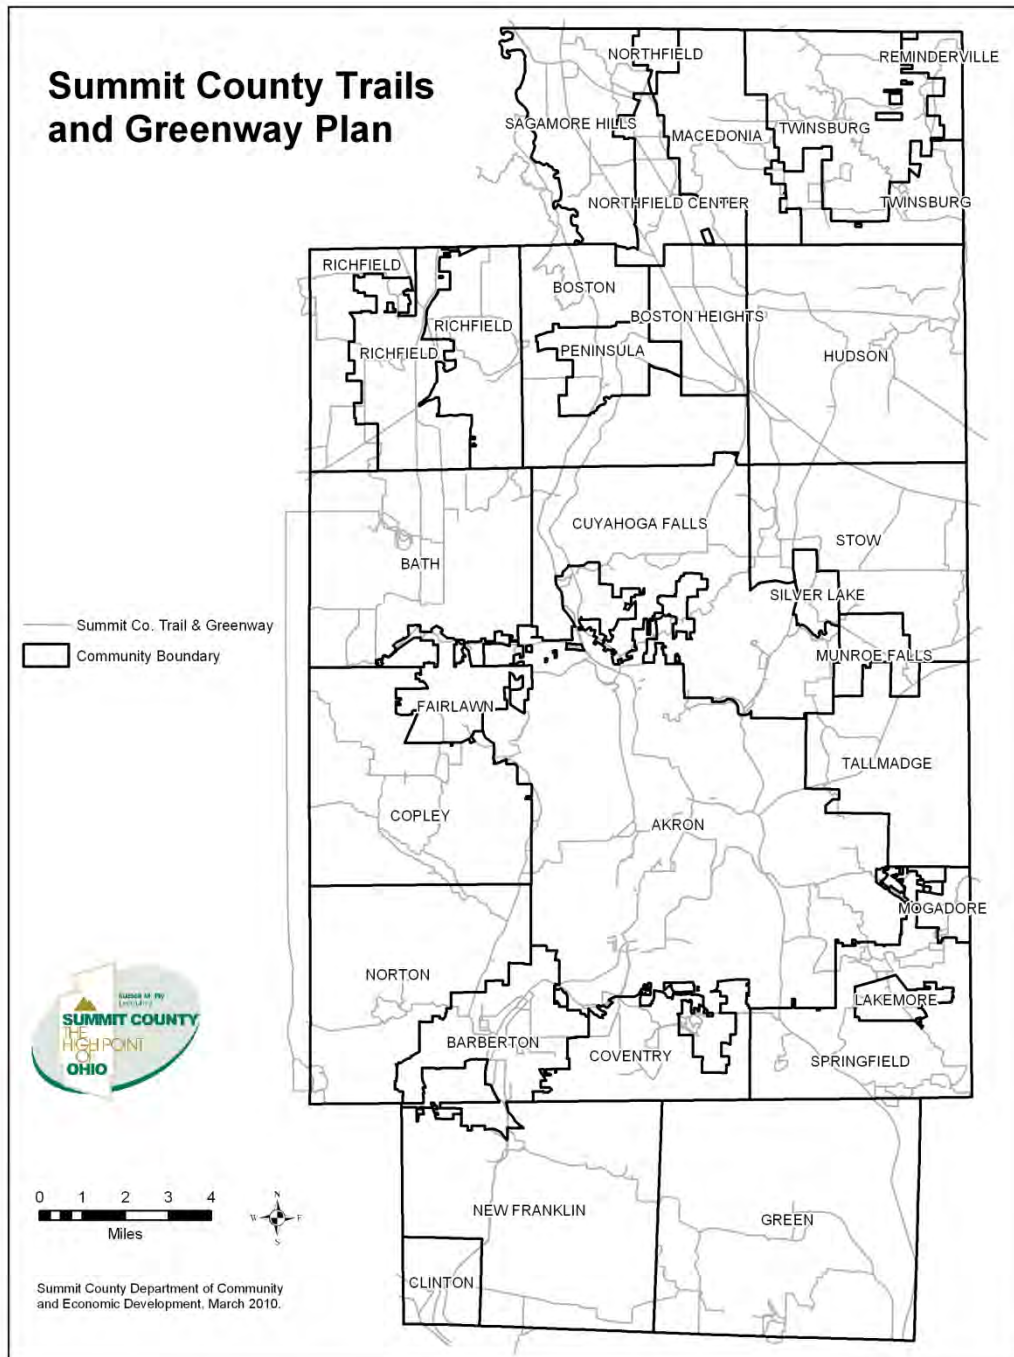 Summit County Trails
and Greenway Plan
NORTHFIELD
REMINDERVILLE
SAGAMORE HILLS
MACEDONIA
TWINSBURG
NORTHFIELD CENTER
TWINSBURG
RICHFIELD
BOSTON
BOSTON HEIGHTS
RICHFIELD
RICHFIELD
PENINSULA
HUDSON
CUYAHOGA FALLS
STOW
BATH
SILVER LAKE
Summit Co. Trail & Greenway
Community Boundary
MUNROE FALLS
FAIRLAWN
TALLMADGE
COPLEY
AKRON
MOGADORE
NORTON
LAKEMORE
BARBERTON
COVENTRY
SPRINGFIELD
SUMMIT COUNTY
THE
HIGH POINT
OF
OHIO
0 1 2 3 4
Miles
N
W E
S
NEW FRANKLIN
GREEN
CLINTON
Summit County Department of Community
and Economic Development, March 2010.